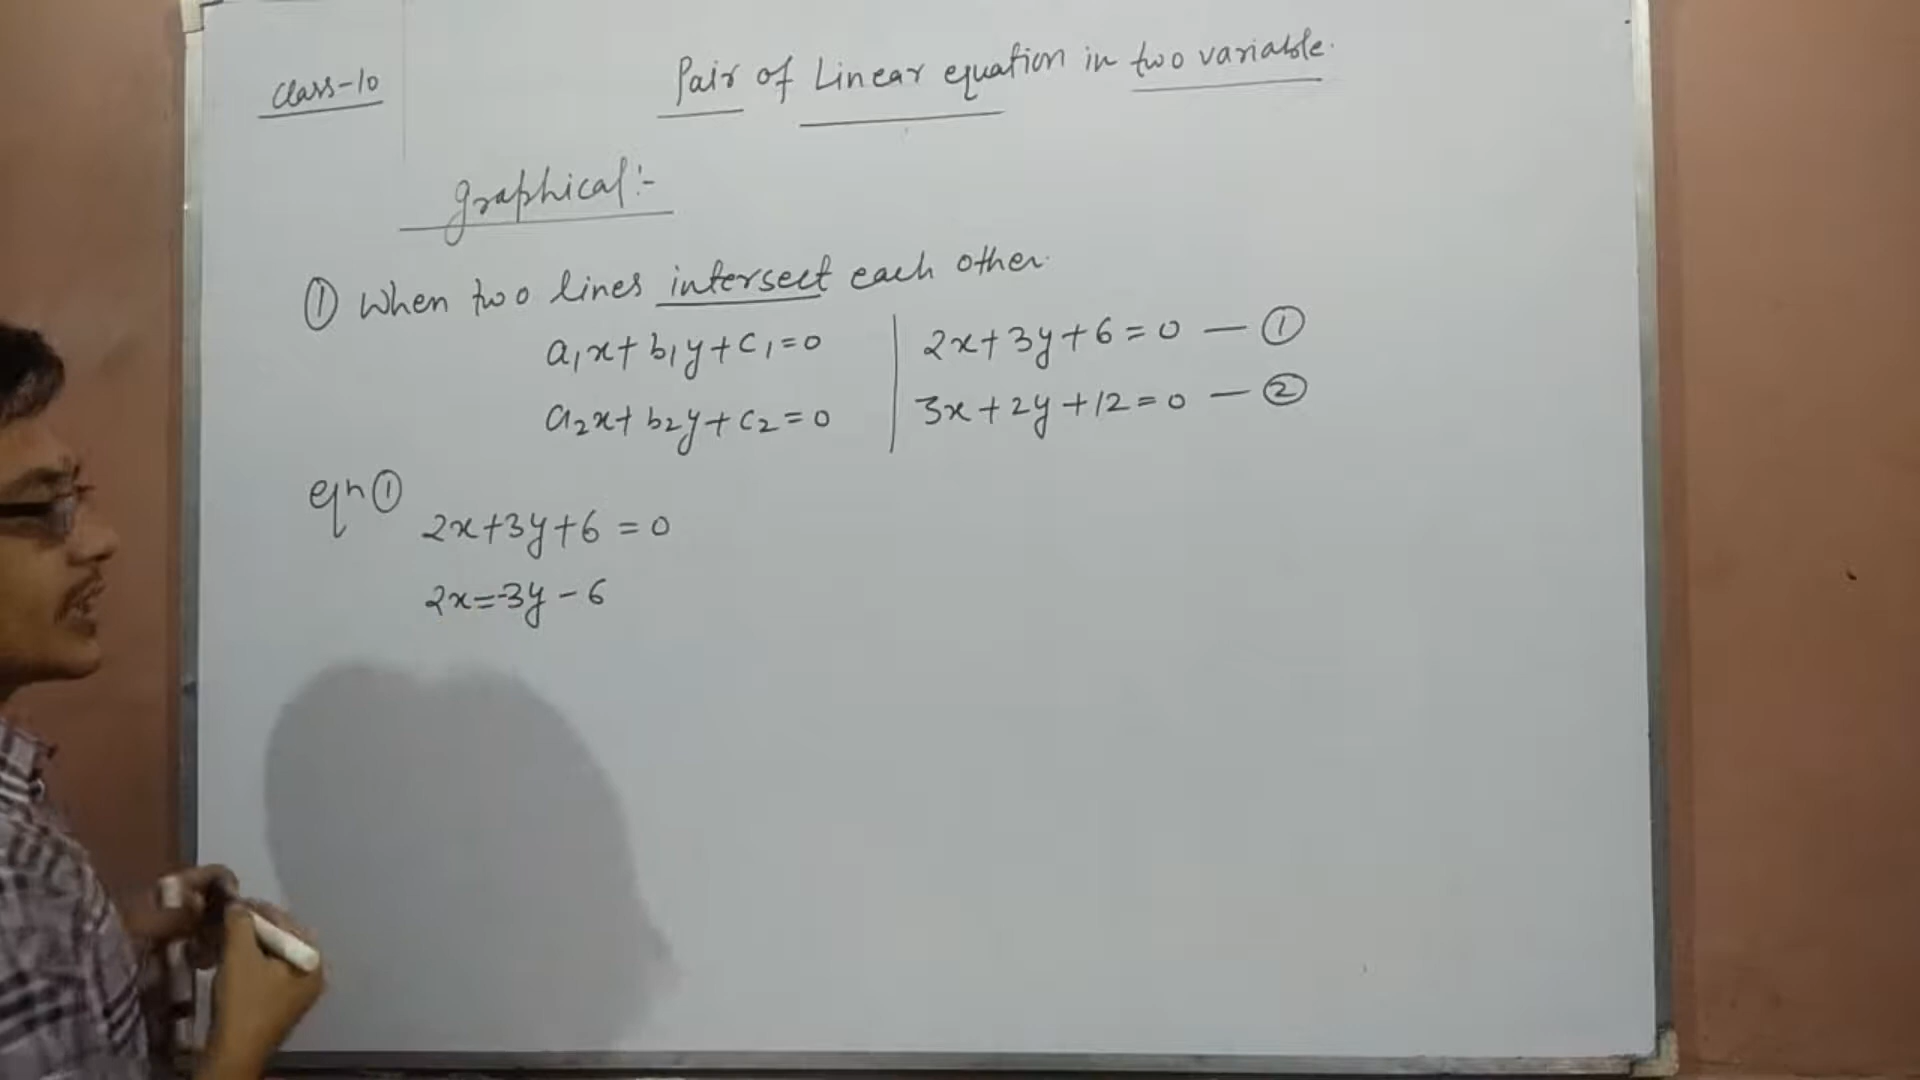 Class-10
Pair of Linear equation in two variable.
Graphical:-
① When two lines intersect each other.
a₁x+b₁y+c₁=0 | 2x+3y+6=0 — ①
a₂x+b₂y+c₂=0 | 3x+2y+12=0 — ②
eqn①
2x+3y+6=0
2x=-3y-6